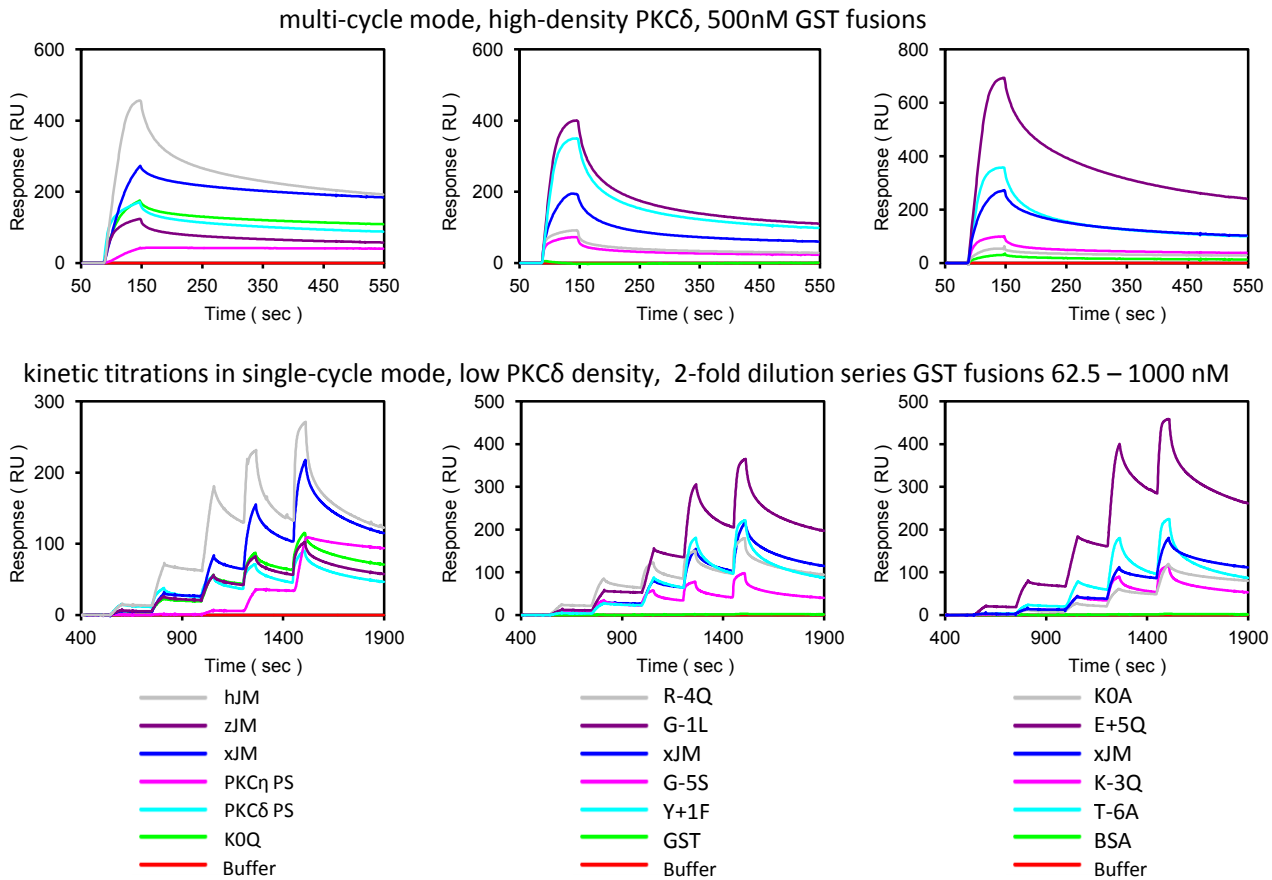 multi-cycle mode, high-density PKCδ, 500nM GST fusions
600
400
200
0
50 150 250 350 450 550
Response ( RU )
Time ( sec )
600
400
200
0
50 150 250 350 450 550
Response ( RU )
Time ( sec )
800
600
400
200
0
50 150 250 350 450 550
Response ( RU )
Time ( sec )
kinetic titrations in single-cycle mode, low PKCδ density, 2-fold dilution series GST fusions 62.5 – 1000 nM
300
200
100
0
400 900 1400 1900
Response ( RU )
Time ( sec )
500
400
300
200
100
0
400 900 1400 1900
Response ( RU )
Time ( sec )
500
400
300
200
100
0
400 900 1400 1900
Response ( RU )
Time ( sec )
hJM
zJM
xJM
PKCη PS
PKCδ PS
K0Q
Buffer
R-4Q
G-1L
xJM
G-5S
Y+1F
GST
Buffer
K0A
E+5Q
xJM
K-3Q
T-6A
BSA
Buffer